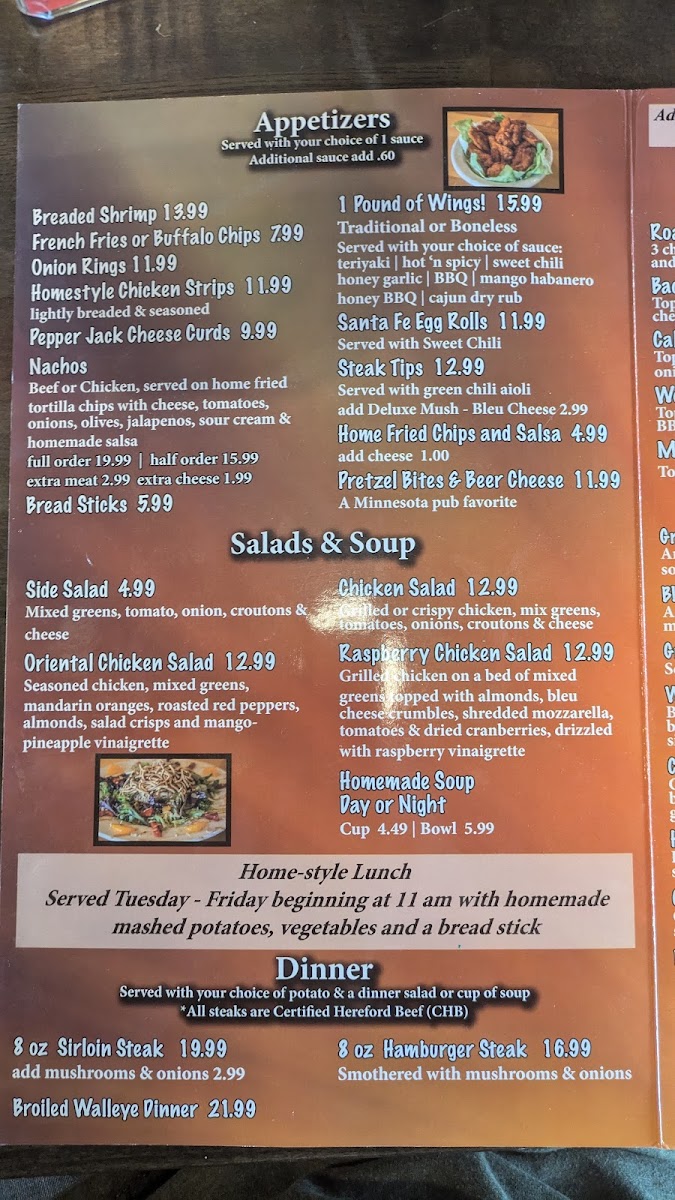 Appetizers
Served with your choice of 1 sauce
Additional sauce add .60
Breaded Shrimp 13.99
French Fries or Buffalo Chips 7.99
Onion Rings 11.99
Homestyle Chicken Strips 11.99
lightly breaded & seasoned
Pepper Jack Cheese Curds 9.99
Nachos
Beef or Chicken, served on home fried
tortilla chips with cheese, tomatoes,
onions, olives, jalapenos, sour cream &
homemade salsa
full order 19.99 | half order 15.99
extra meat 2.99 extra cheese 1.99
Bread Sticks 5.99
1 Pound of Wings! 15.99
Traditional or Boneless
Served with your choice of sauce:
teriyaki | hot 'n spicy | sweet chili
honey garlic | BBQ | mango habanero
honey BBQ | cajun dry rub
Santa Fe Egg Rolls 11.99
Served with Sweet Chili
Steak Tips 12.99
Served with green chili aioli
add Deluxe Mush - Bleu Cheese 2.99
Home Fried Chips and Salsa 4.99
add cheese 1.00
Pretzel Bites & Beer Cheese 11.99
A Minnesota pub favorite
Salads & Soup
Side Salad 4.99
Mixed greens, tomato, onion, croutons &
cheese
Oriental Chicken Salad 12.99
Seasoned chicken, mixed greens,
mandarin oranges, roasted red peppers,
almonds, salad crisps and mango-
pineapple vinaigrette
Chicken Salad 12.99
Grilled or crispy chicken, mix greens,
tomatoes, onions, croutons & cheese
Raspberry Chicken Salad 12.99
Grilled chicken on a bed of mixed
greens topped with almonds, bleu
cheese crumbles, shredded mozzarella,
tomatoes & dried cranberries, drizzled
with raspberry vinaigrette
Homemade Soup
Day or Night
Cup 4.49 | Bowl 5.99
Home-style Lunch
Served Tuesday - Friday beginning at 11 am with homemade
mashed potatoes, vegetables and a bread stick
Dinner
Served with your choice of potato & a dinner salad or cup of soup
*All steaks are Certified Hereford Beef (CHB)
8 oz Sirloin Steak 19.99
add mushrooms & onions 2.99
Broiled Walleye Dinner 21.99
8 oz Hamburger Steak 16.99
Smothered with mushrooms & onions